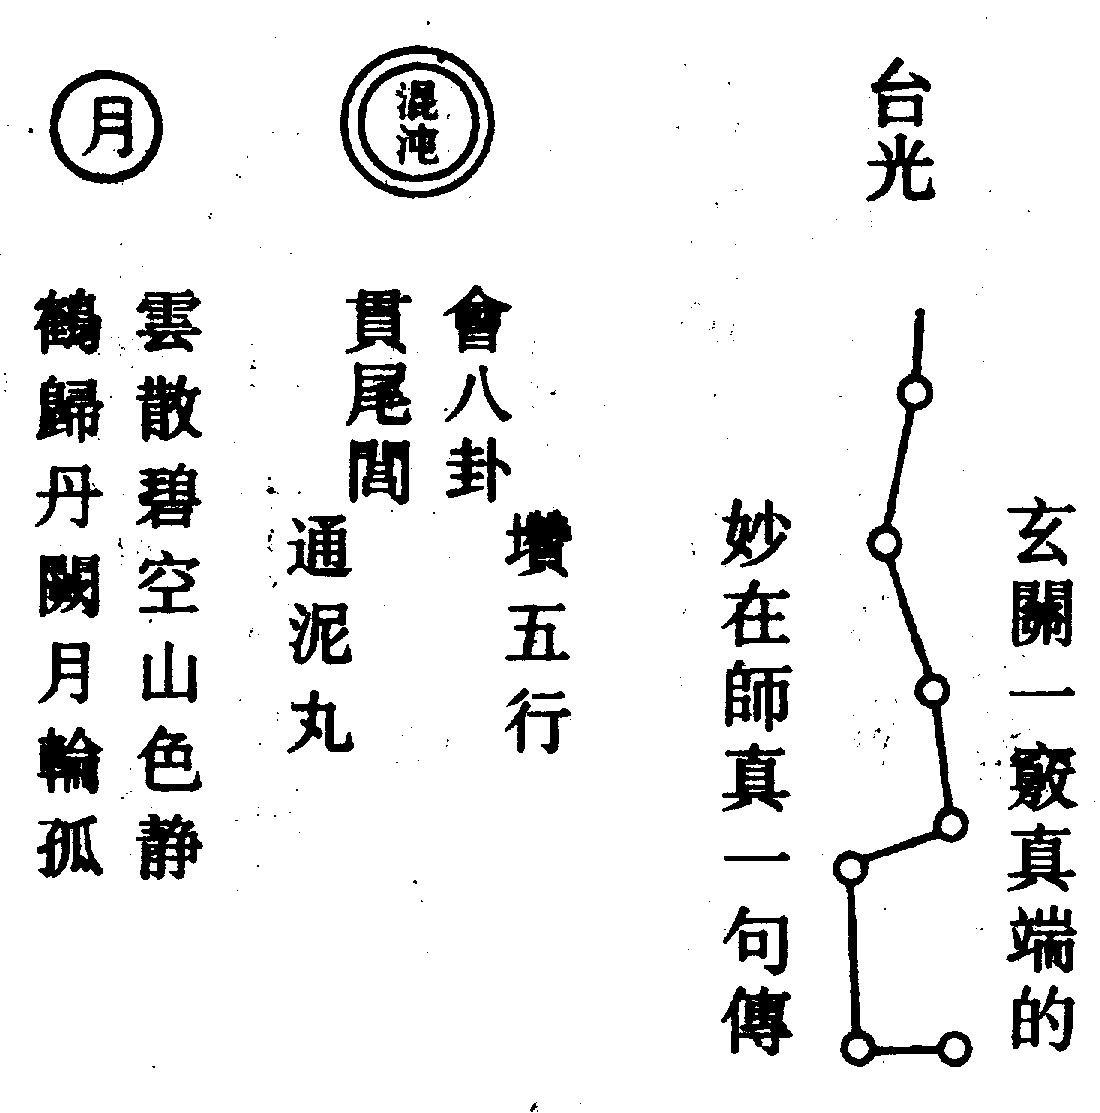 台光
玄關一竅真端的
妙在師真一句傳
混沌
會八卦
貫尾閭
攢五行
通泥丸
月
雲散碧空山色静
鶴歸丹闕月輪孤